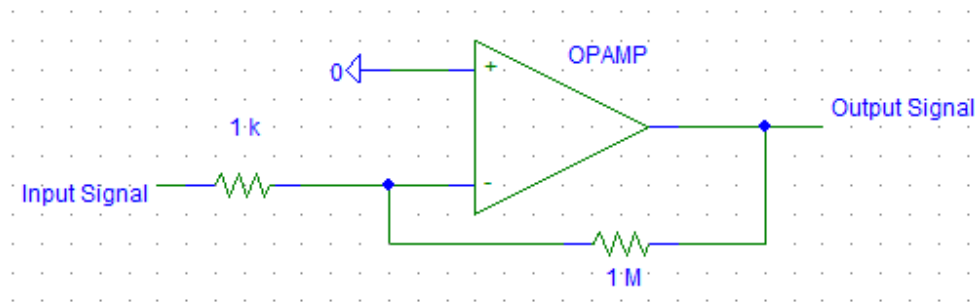 OPAMP
0
+
Output Signal
1 k
Input Signal
-
1 M